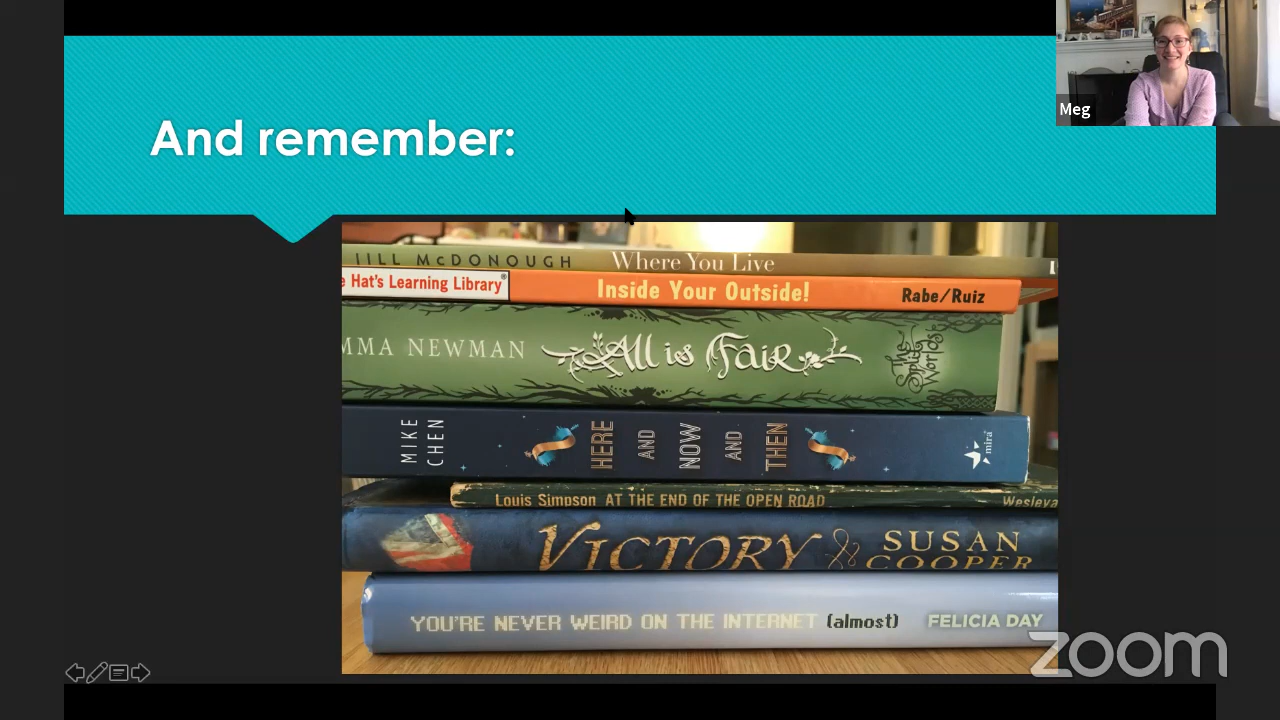 And remember:
Meg
JILL McDONOUGH Where You Live
e Hat's Learning Library® Inside Your Outside! Rabe/Ruiz
MMA NEWMAN All is Fair The Split Worlds
MIKE CHEN HERE AND NOW AND THEN mira
Louis Simpson AT THE END OF THE OPEN ROAD Wesleya
VICTORY SUSAN COOPER
YOU'RE NEVER WEIRD ON THE INTERNET (almost) FELICIA DAY
zoom